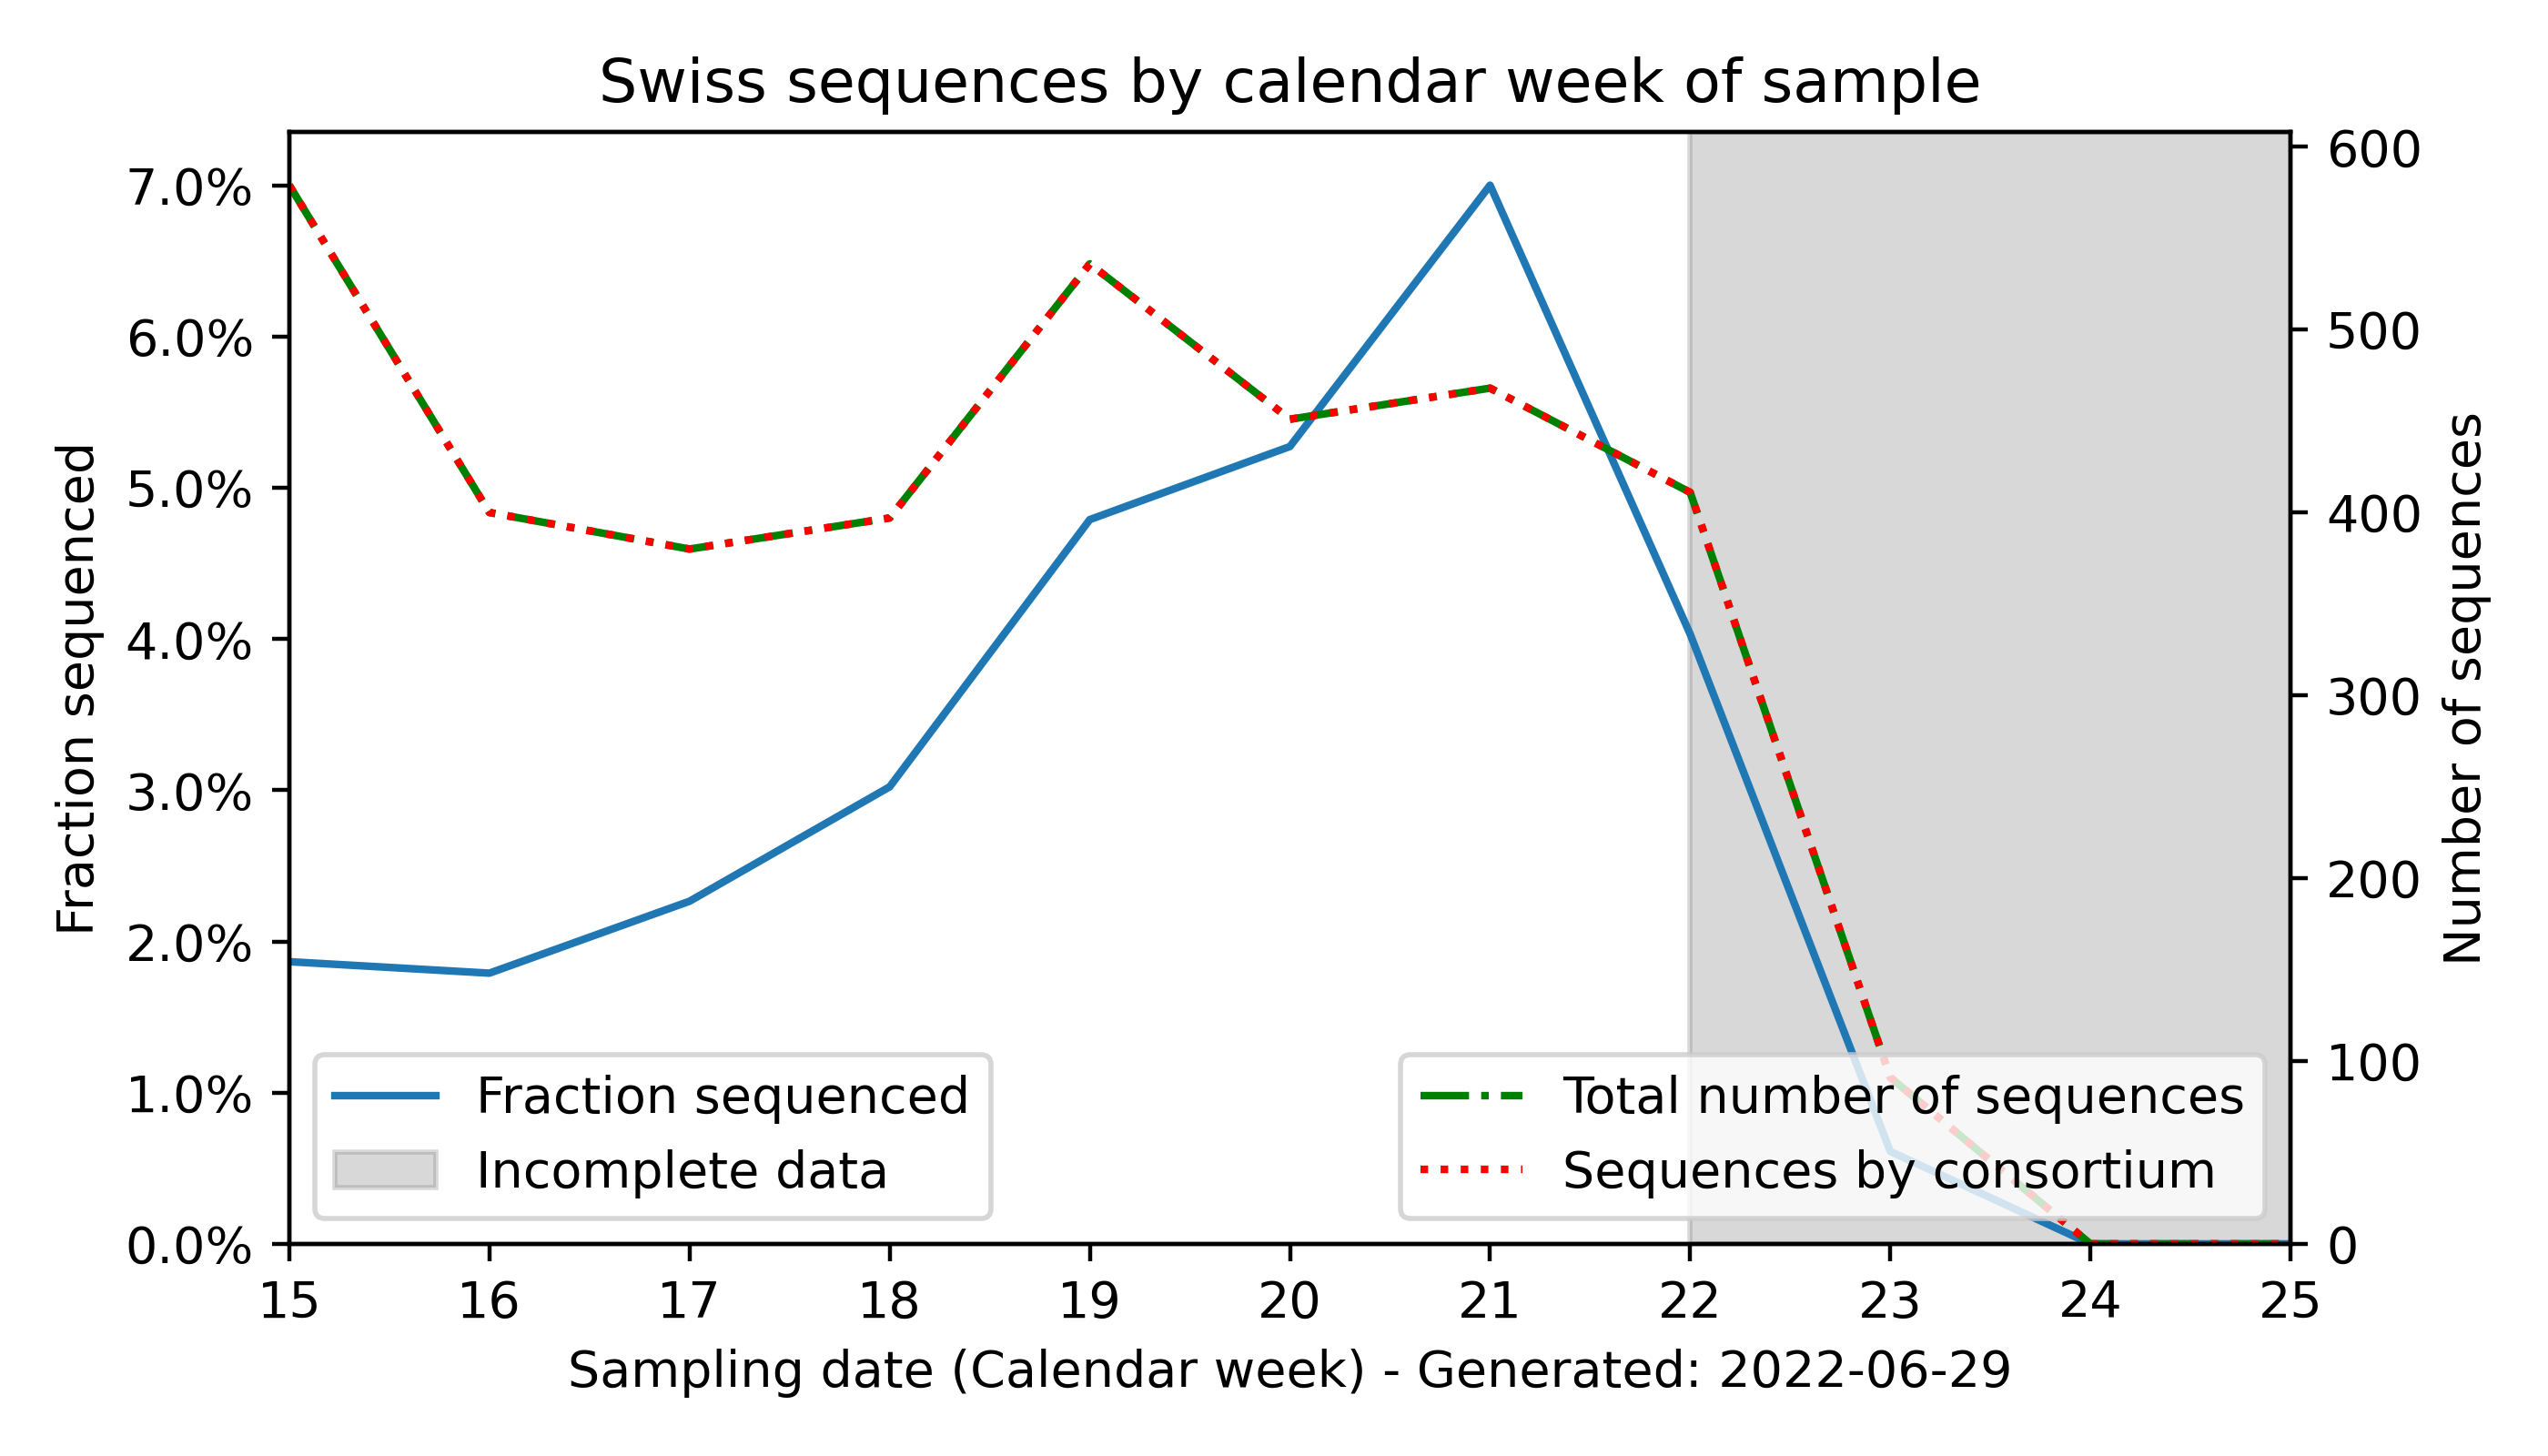 Swiss sequences by calendar week of sample
7.0%
6.0%
5.0%
4.0%
3.0%
2.0%
1.0%
0.0%
Fraction sequenced
600
500
400
300
200
100
0
Number of sequences
Fraction sequenced
Incomplete data
Total number of sequences
Sequences by consortium
15 16 17 18 19 20 21 22 23 24 25
Sampling date (Calendar week) - Generated: 2022-06-29